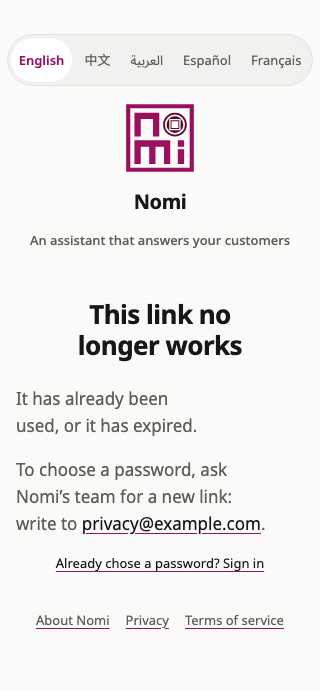 English 中文 العربية Español Français
nomi
Nomi
An assistant that answers your customers
This link no
longer works
It has already been
used, or it has expired.
To choose a password, ask
Nomi’s team for a new link:
write to privacy@example.com.
Already chose a password? Sign in
About Nomi Privacy Terms of service